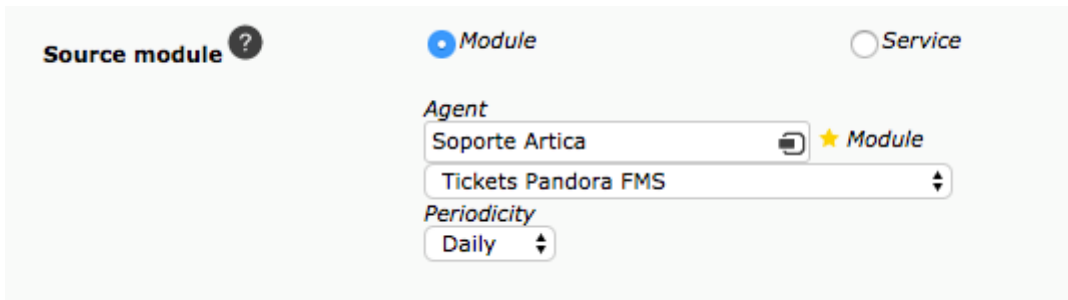 Source module ? Module Service
Agent
Soporte Artica Module
Tickets Pandora FMS
Periodicity
Daily